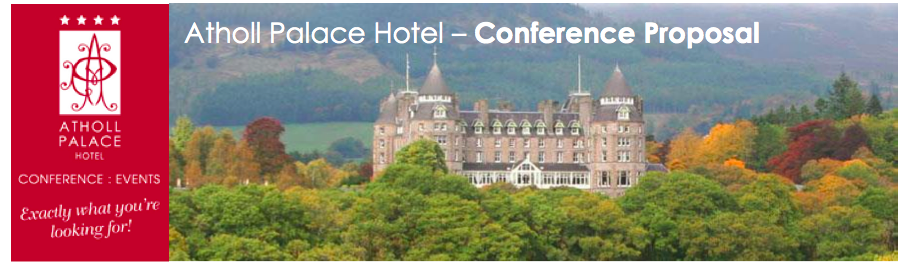 Atholl Palace Hotel – Conference Proposal
ATHOLL
PALACE
HOTEL
CONFERENCE : EVENTS
Exactly what you're
looking for!